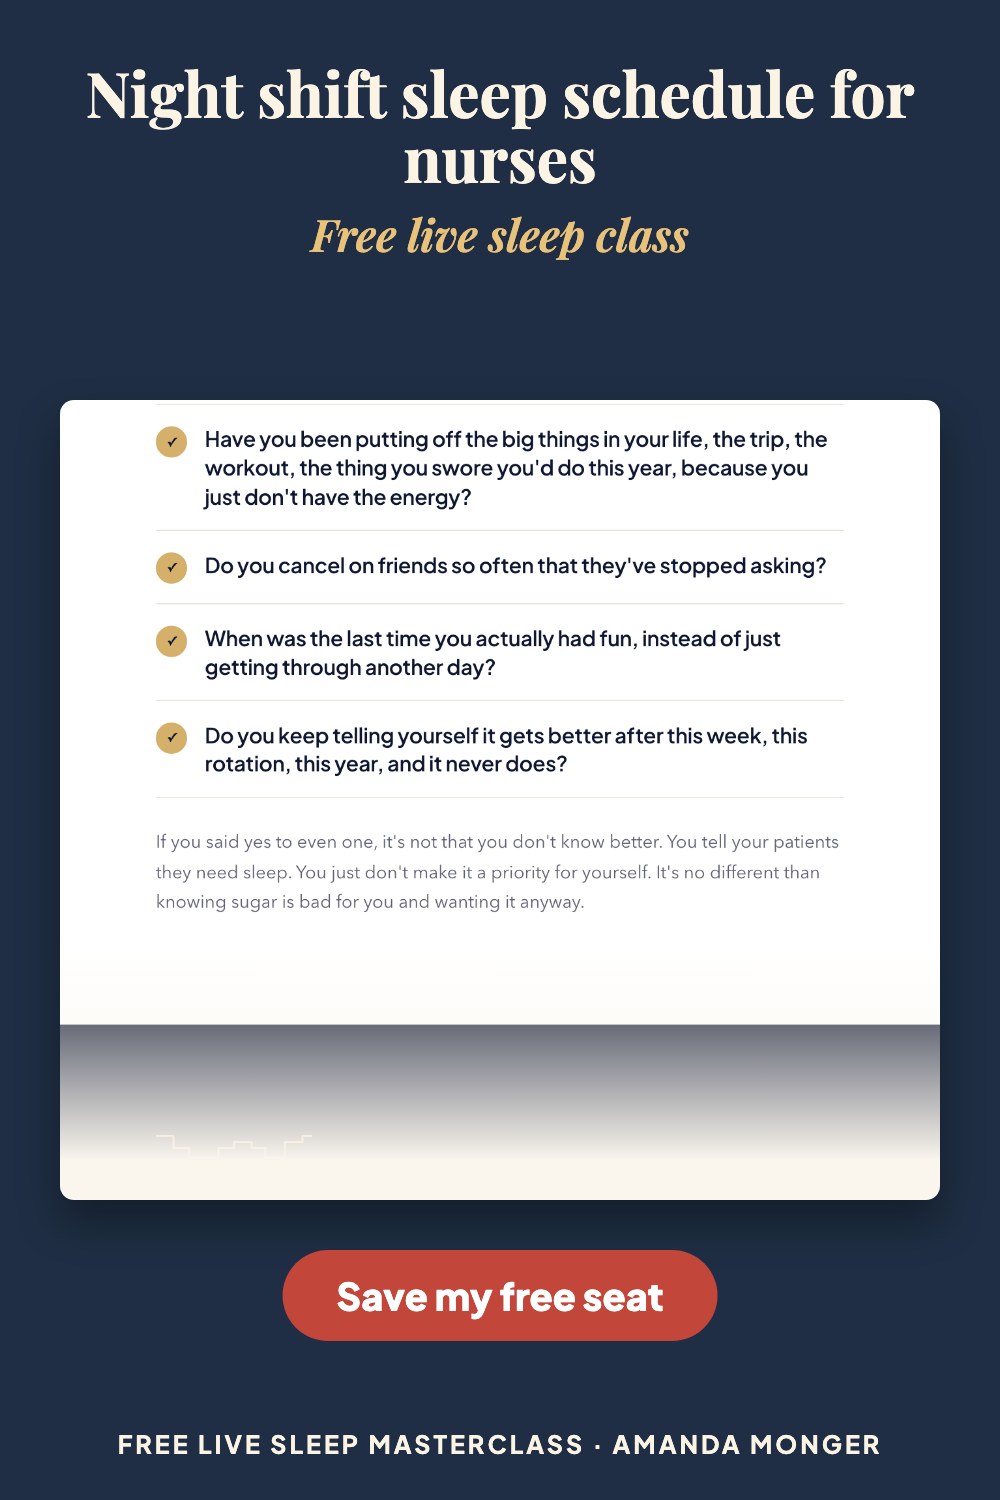 Night shift sleep schedule for
nurses
Free live sleep class
✓ Have you been putting off the big things in your life, the trip, the
workout, the thing you swore you'd do this year, because you
just don't have the energy?
✓ Do you cancel on friends so often that they've stopped asking?
✓ When was the last time you actually had fun, instead of just
getting through another day?
✓ Do you keep telling yourself it gets better after this week, this
rotation, this year, and it never does?
If you said yes to even one, it's not that you don't know better. You tell your patients
they need sleep. You just don't make it a priority for yourself. It's no different than
knowing sugar is bad for you and wanting it anyway.
Save my free seat
FREE LIVE SLEEP MASTERCLASS · AMANDA MONGER